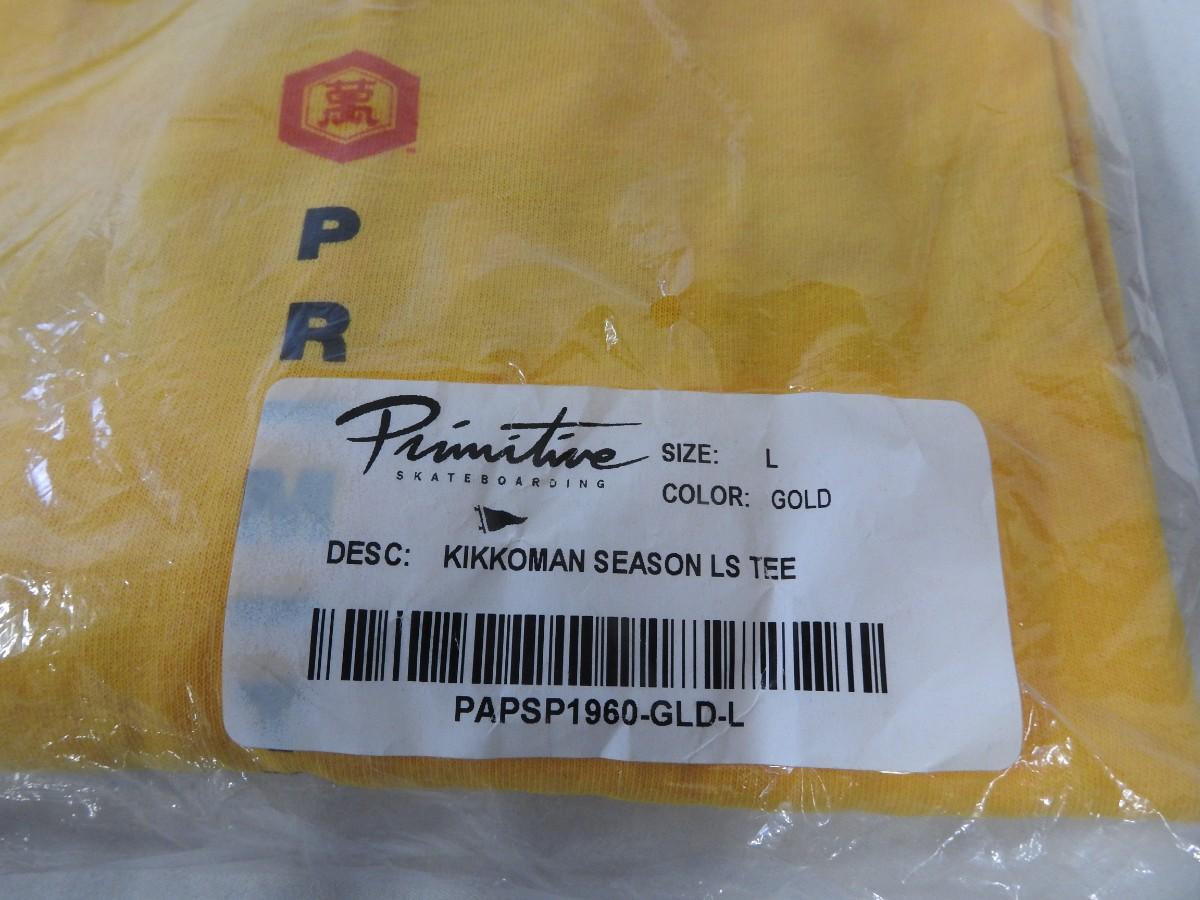 萬
P
R
I
M
I
T
I
Primitive
SKATEBOARDING
SIZE: L
COLOR: GOLD
DESC: KIKKOMAN SEASON LS TEE
PAPSP1960-GLD-L